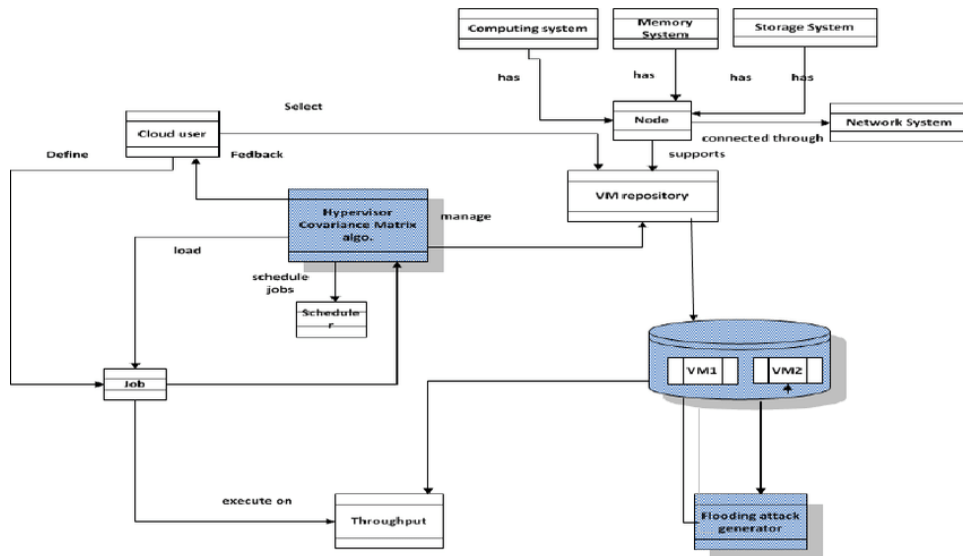 Computing system
Memory
System
Storage System
has
has
has
has
Select
Cloud user
Node
Network System
connected through
Define
Fedback
supports
VM repository
Hypervisor
Covariance Matrix
algo.
manage
load
schedule
jobs
Schedule
r
Job
VM1
VM2
execute on
Throughput
Flooding attack
generator